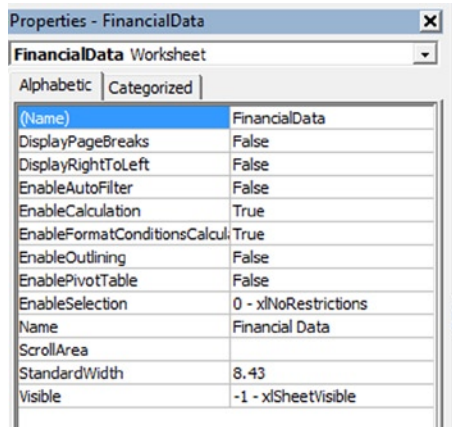 Properties - FinancialData
FinancialData Worksheet
Alphabetic Categorized
(Name) FinancialData
DisplayPageBreaks False
DisplayRightToLeft False
EnableAutoFilter False
EnableCalculation True
EnableFormatConditionsCalcul True
EnableOutlining False
EnablePivotTable False
EnableSelection 0 - xlNoRestrictions
Name Financial Data
ScrollArea
StandardWidth 8.43
Visible -1 - xlSheetVisible